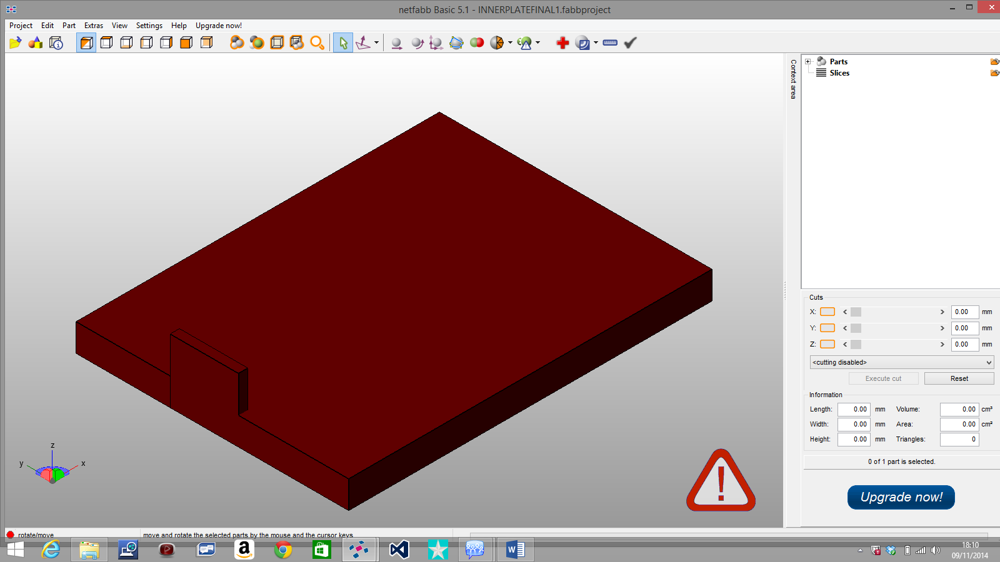 netfabb Basic 5.1 - INNERPLATEFINAL1.fabbproject
Project Edit Part Extras View Settings Help Upgrade now!
Context area
Parts
Slices
Cuts
X: < > 0.00 mm
Y: < > 0.00 mm
Z: < > 0.00 mm
<cutting disabled>
Execute cut Reset
Information
Length: 0.00 mm Volume: 0.00 cm³
Width: 0.00 mm Area: 0.00 cm²
Height: 0.00 mm Triangles: 0
0 of 1 part is selected.
Upgrade now!
z
y x
!
rotate/move move and rotate the selected parts by the mouse and the cursor keys
18:10
09/11/2014